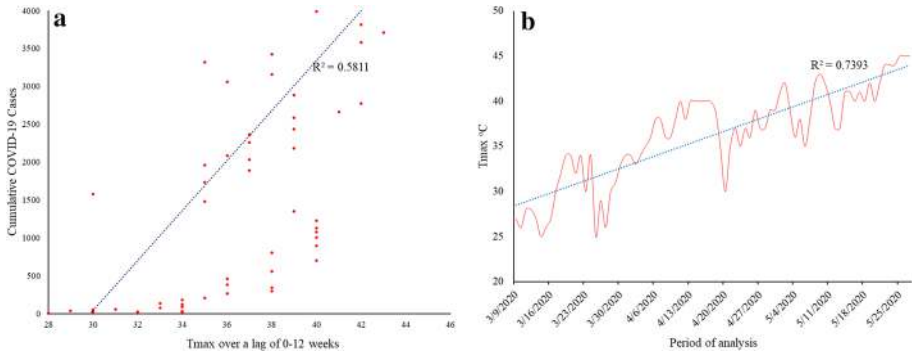 a
4000
3500
3000
2500
2000
1500
1000
500
0
Cumulative COVID-19 Cases
R² = 0.5811
28 30 32 34 36 38 40 42 44 46
Tmax over a lag of 0-12 weeks
b
50
45
40
35
30
25
20
Tmax °C
R² = 0.7393
3/9/2020 3/16/2020 3/23/2020 3/30/2020 4/6/2020 4/13/2020 4/20/2020 4/27/2020 5/4/2020 5/11/2020 5/18/2020 5/25/2020
Period of analysis